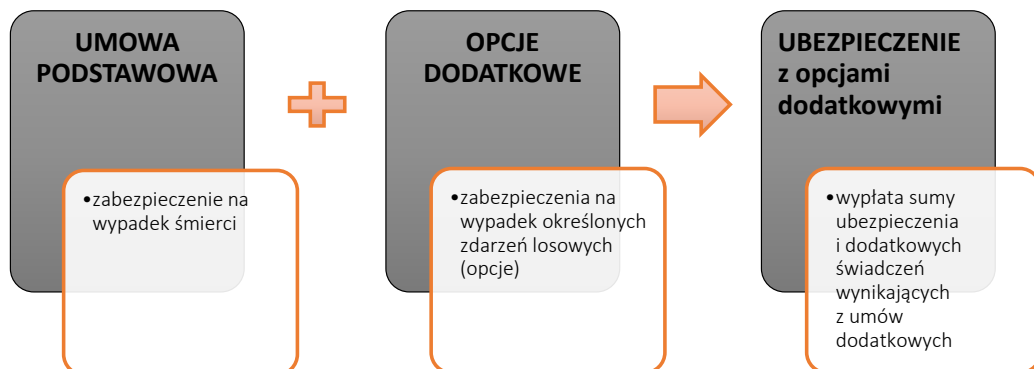 UMOWA
PODSTAWOWA
•zabezpieczenie na
wypadek śmierci
OPCJE
DODATKOWE
•zabezpieczenia na
wypadek określonych
zdarzeń losowych
(opcje)
UBEZPIECZENIE
z opcjami
dodatkowymi
•wypłata sumy
ubezpieczenia
i dodatkowych
świadczeń
wynikających
z umów
dodatkowych